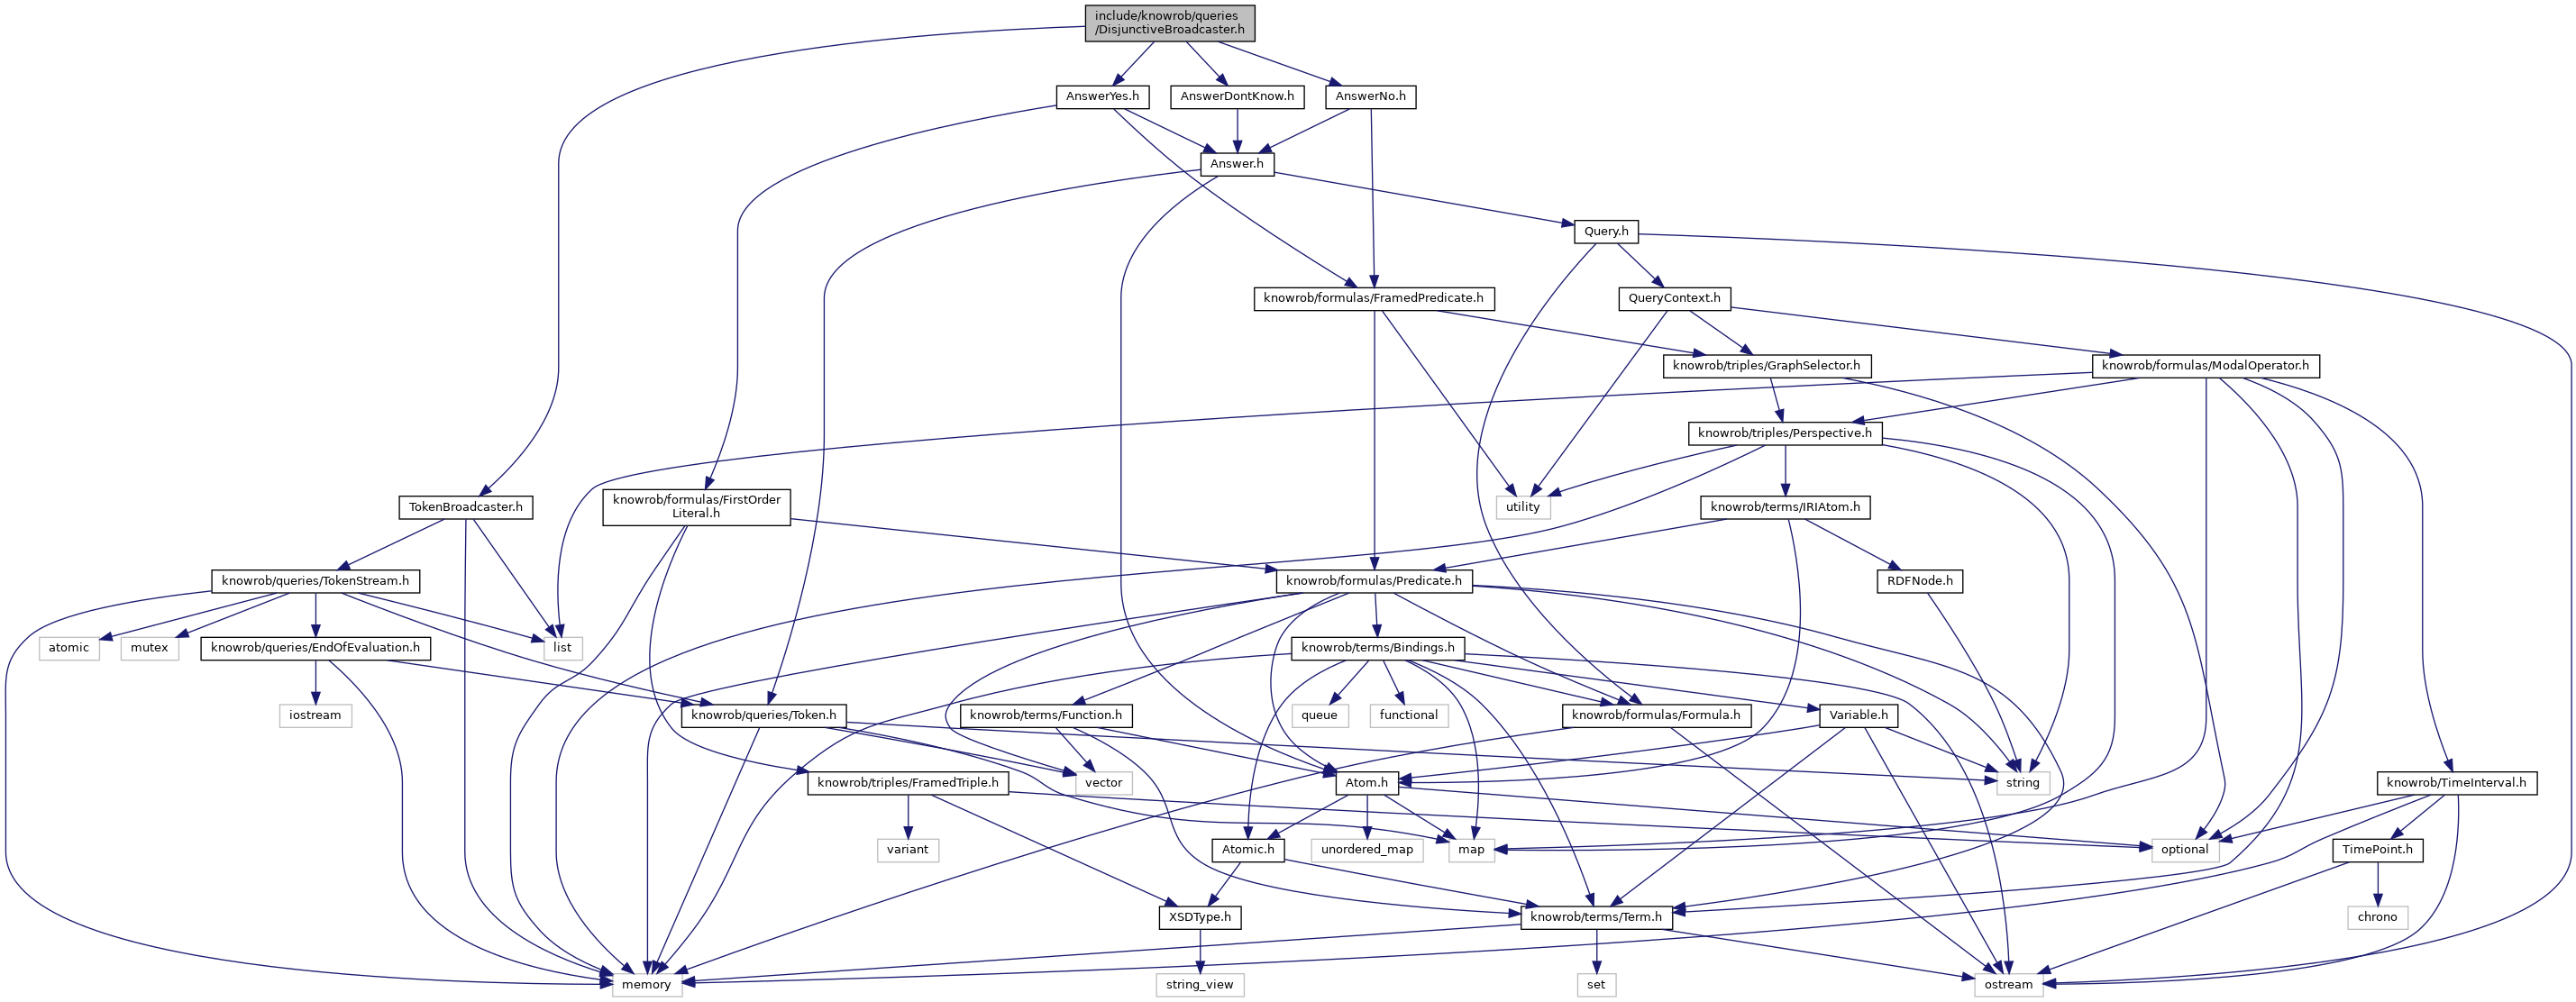 include/knowrob/queries
/DisjunctiveBroadcaster.h
AnswerYes.h
AnswerDontKnow.h
AnswerNo.h
Answer.h
Query.h
knowrob/formulas/FramedPredicate.h
QueryContext.h
knowrob/triples/GraphSelector.h
knowrob/formulas/ModalOperator.h
knowrob/triples/Perspective.h
TokenBroadcaster.h
knowrob/formulas/FirstOrder
Literal.h
utility
knowrob/terms/IRIAtom.h
knowrob/queries/TokenStream.h
knowrob/formulas/Predicate.h
RDFNode.h
atomic
mutex
knowrob/queries/EndOfEvaluation.h
list
knowrob/terms/Bindings.h
iostream
knowrob/queries/Token.h
knowrob/terms/Function.h
queue
functional
knowrob/formulas/Formula.h
Variable.h
knowrob/triples/FramedTriple.h
vector
Atom.h
string
knowrob/TimeInterval.h
variant
Atomic.h
unordered_map
map
optional
TimePoint.h
XSDType.h
knowrob/terms/Term.h
chrono
memory
string_view
set
ostream